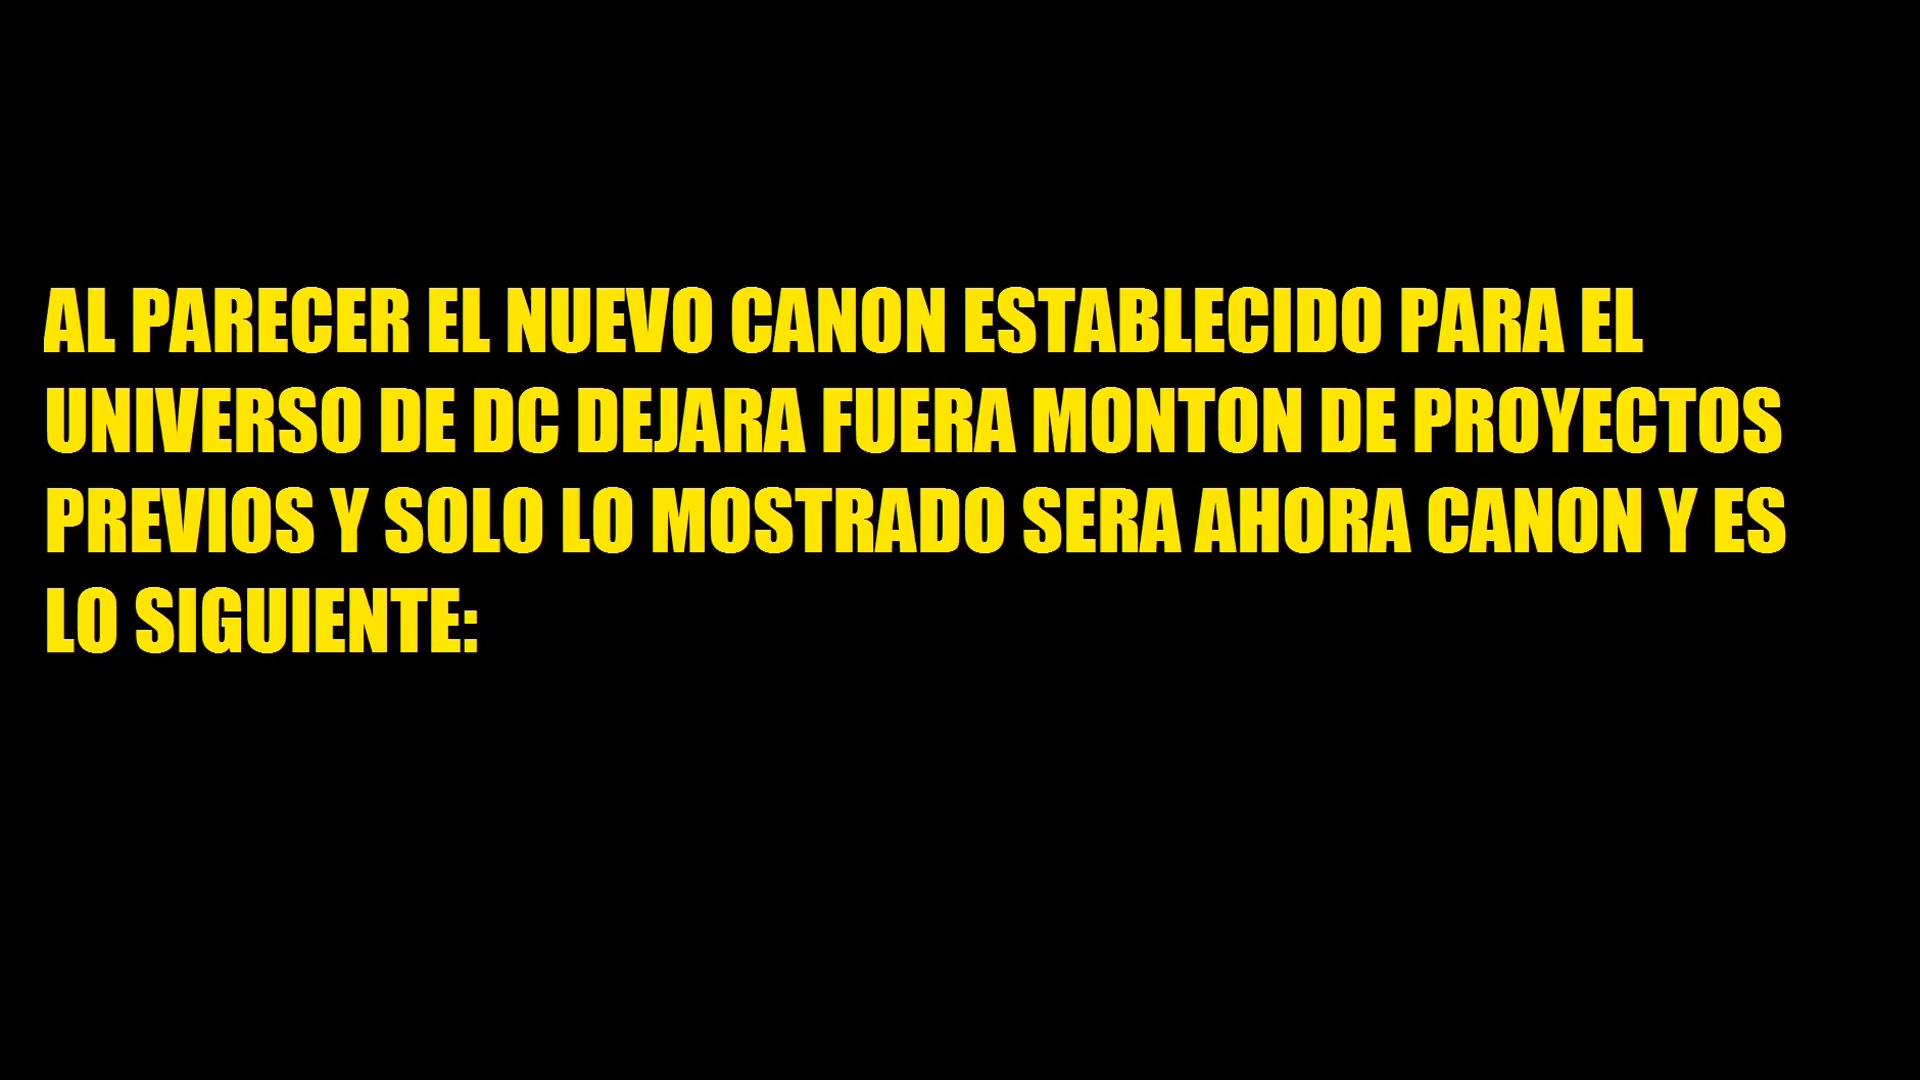 AL PARECER EL NUEVO CANON ESTABLECIDO PARA EL
UNIVERSO DE DC DEJARA FUERA MONTON DE PROYECTOS
PREVIOS Y SOLO LO MOSTRADO SERA AHORA CANON Y ES
LO SIGUIENTE: